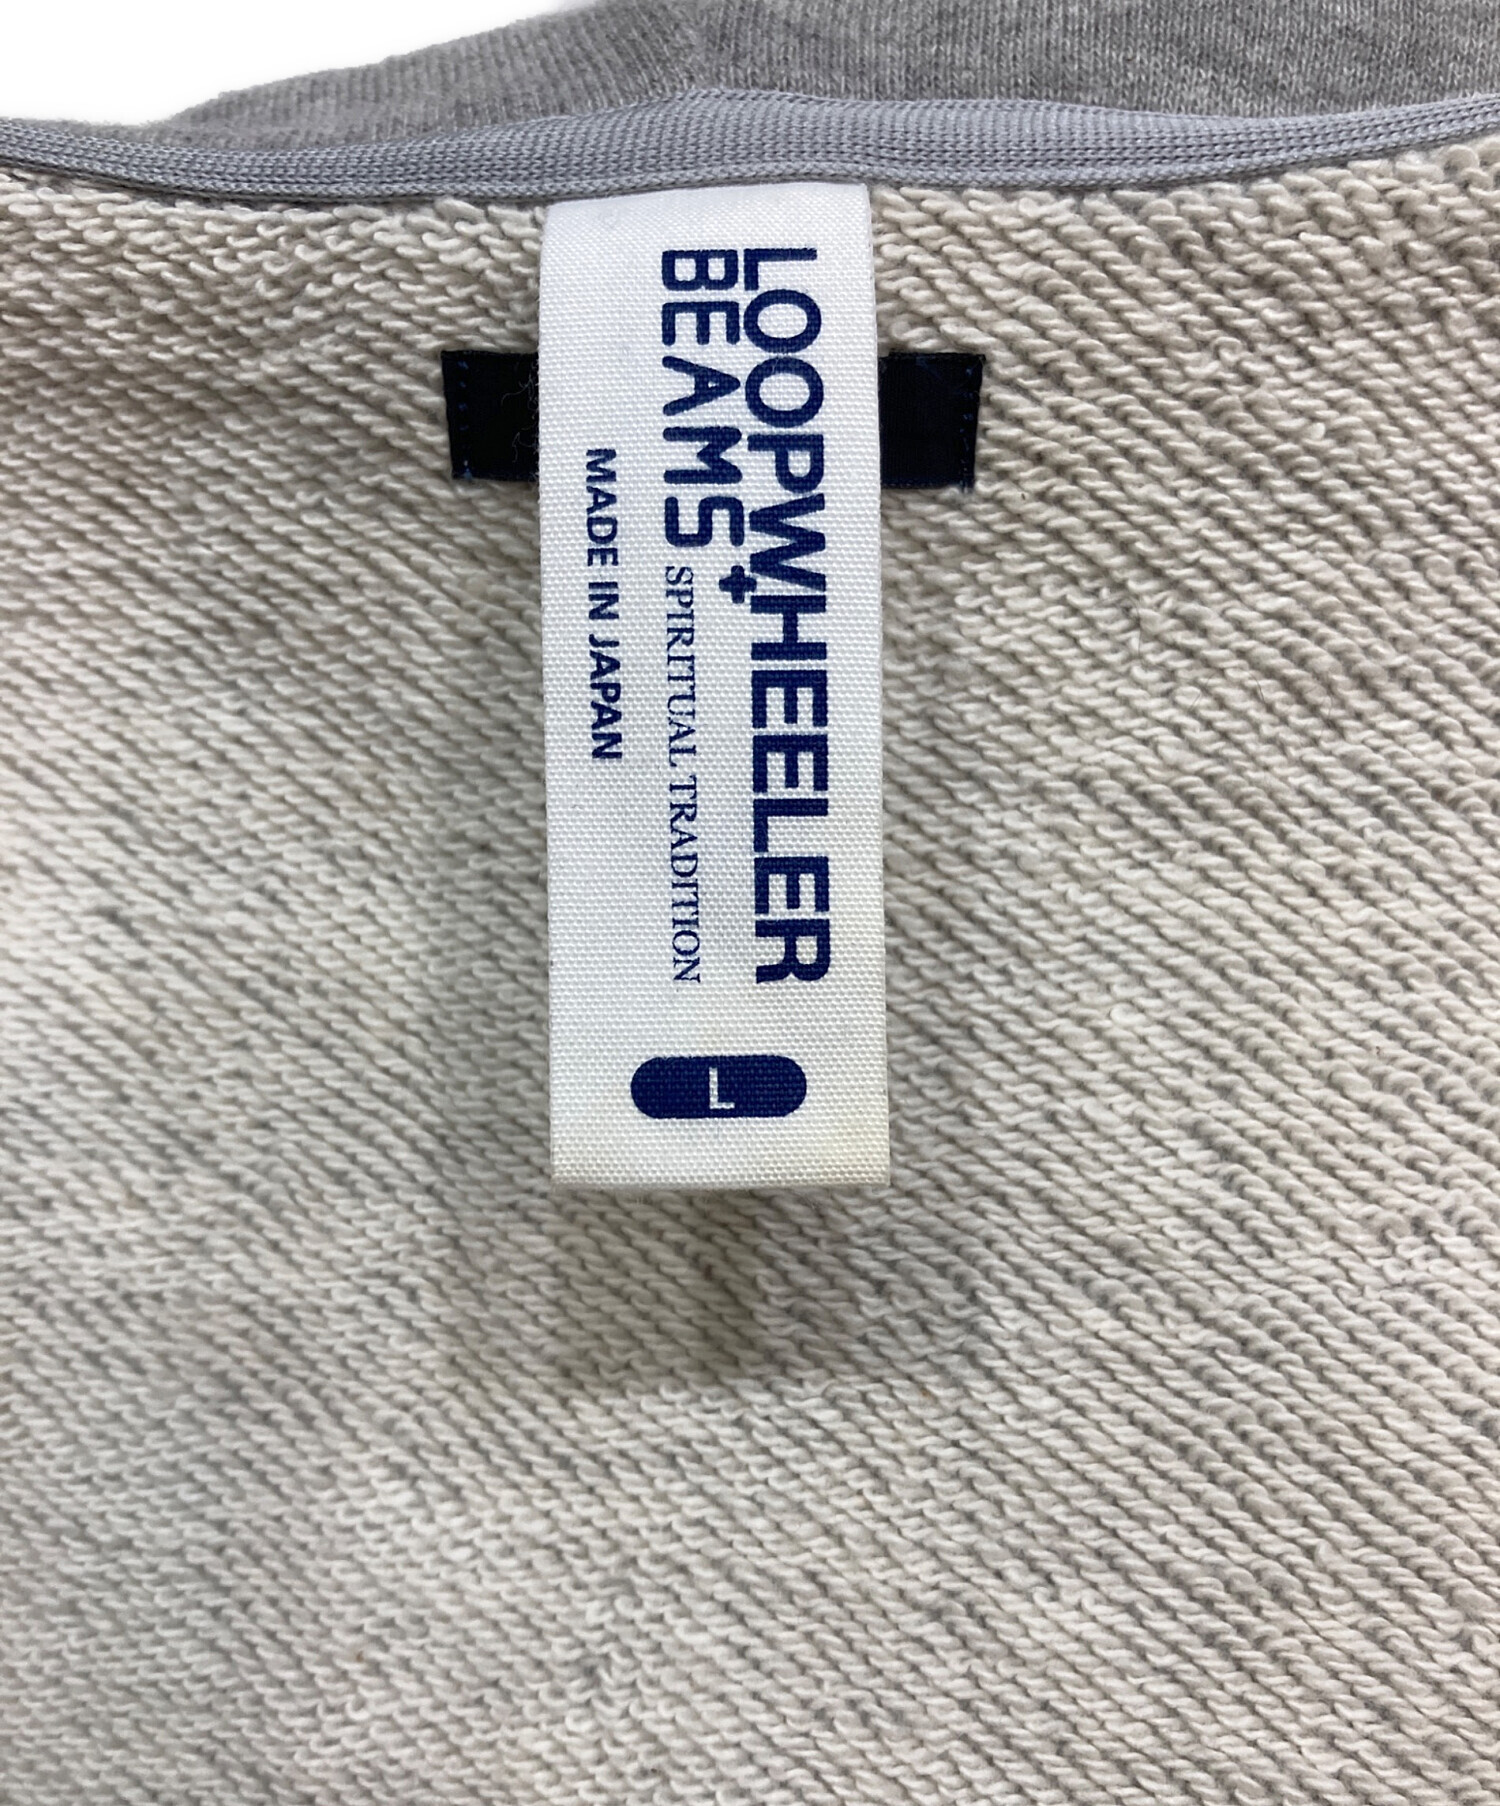 LOOPWHEELER
+
BEAMS SPIRITUAL TRADITION
MADE IN JAPAN
L